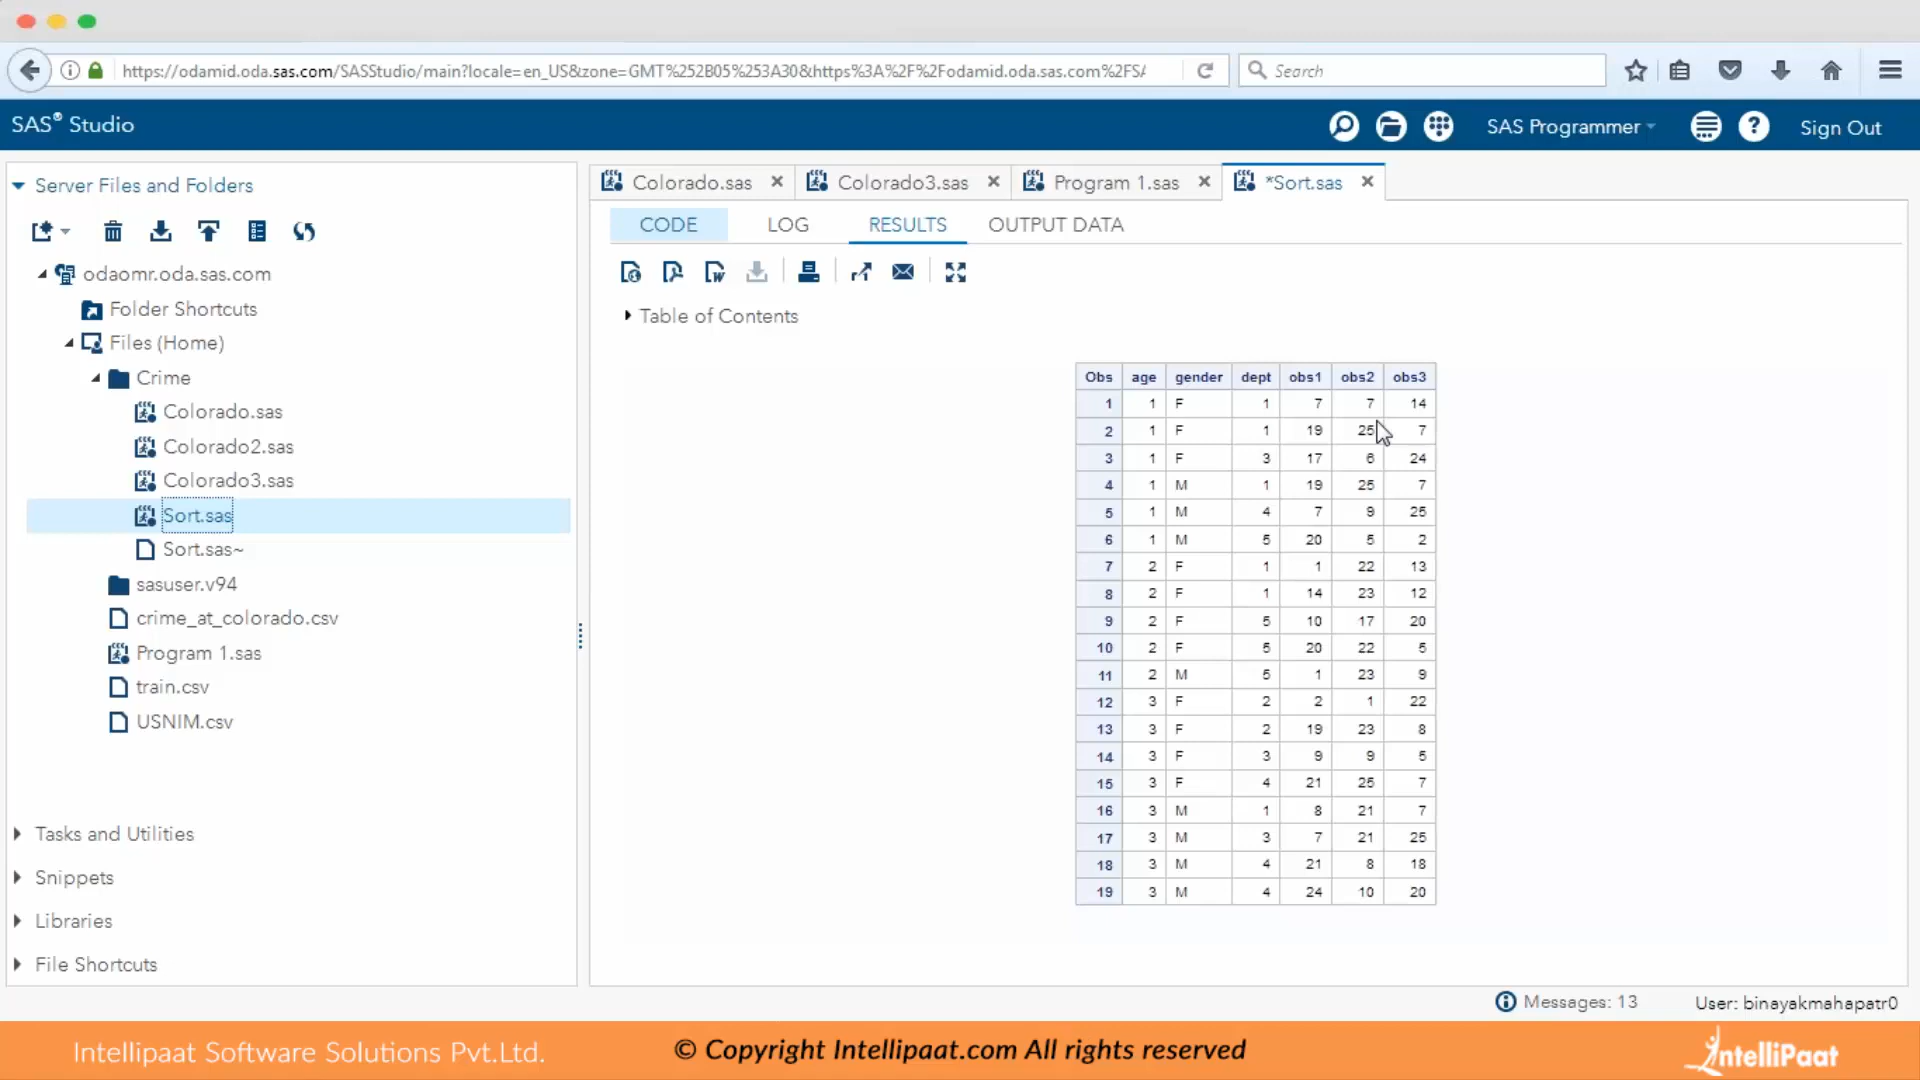 https://odamid.oda.sas.com/SASStudio/main?locale=en_US&zone=GMT%252B05%253A30&https%3A%2F%2Fodamid.oda.sas.com%2FSA
Search
SAS® Studio
SAS Programmer
Sign Out
Server Files and Folders
odaomr.oda.sas.com
Folder Shortcuts
Files (Home)
Crime
Colorado.sas
Colorado2.sas
Colorado3.sas
Sort.sas
Sort.sas~
sasuser.v94
crime_at_colorado.csv
Program 1.sas
train.csv
USNIM.csv
Tasks and Utilities
Snippets
Libraries
File Shortcuts
Colorado.sas Colorado3.sas Program 1.sas *Sort.sas
CODE LOG RESULTS OUTPUT DATA
Table of Contents
Obs age gender dept obs1 obs2 obs3
1 1 F 1 7 7 14
2 1 F 1 19 25 7
3 1 F 3 17 6 24
4 1 M 1 19 25 7
5 1 M 4 7 9 25
6 1 M 5 20 5 2
7 2 F 1 1 22 13
8 2 F 1 14 23 12
9 2 F 5 10 17 20
10 2 F 5 20 22 5
11 2 M 5 1 23 9
12 3 F 2 2 1 22
13 3 F 2 19 23 8
14 3 F 3 9 9 5
15 3 F 4 21 25 7
16 3 M 1 8 21 7
17 3 M 3 7 21 25
18 3 M 4 21 8 18
19 3 M 4 24 10 20
Messages: 13
User: binayakmahapatr0
Intellipaat Software Solutions Pvt.Ltd.
© Copyright Intellipaat.com All rights reserved
IntelliPaat